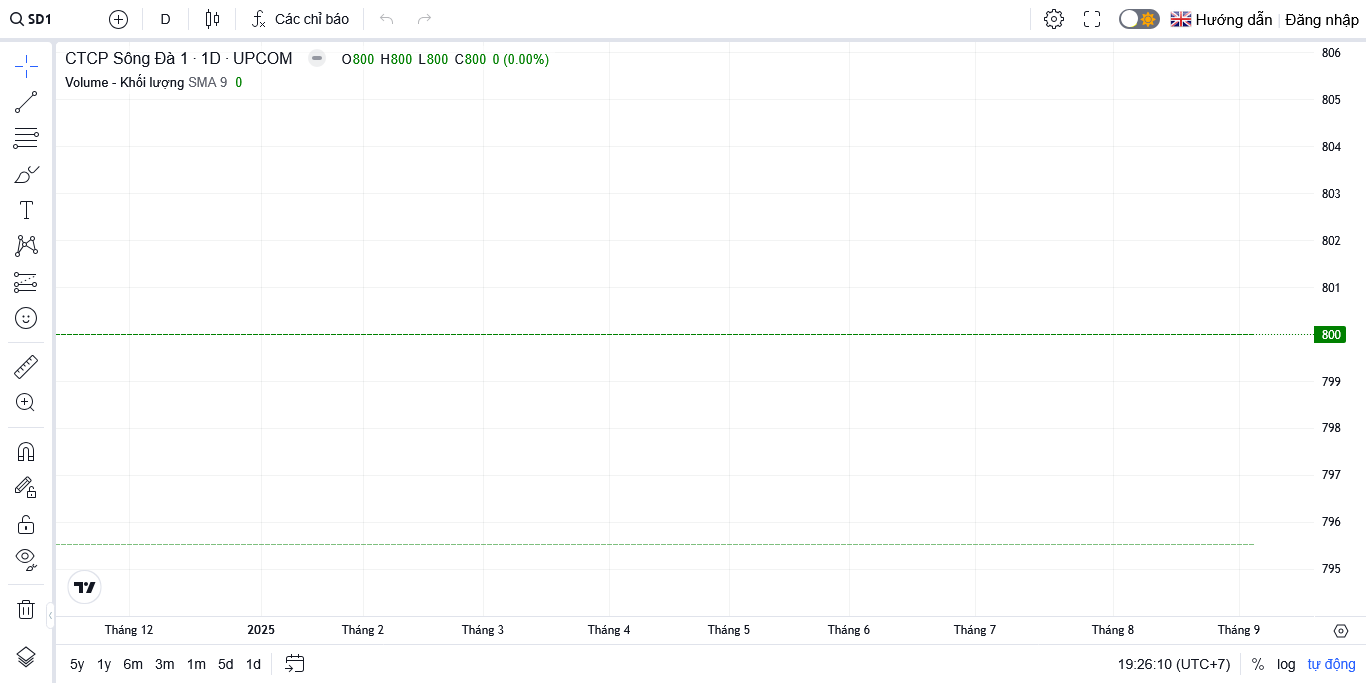 SD1 D Các chỉ báo Hướng dẫn Đăng nhập
CTCP Sông Đà 1 · 1D · UPCOM O800 H800 L800 C800 0 (0.00%)
Volume - Khối lượng SMA 9 0
806
805
804
803
802
801
800
799
798
797
796
795
Tháng 12 2025 Tháng 2 Tháng 3 Tháng 4 Tháng 5 Tháng 6 Tháng 7 Tháng 8 Tháng 9
5y 1y 6m 3m 1m 5d 1d 19:26:10 (UTC+7) % log tự động